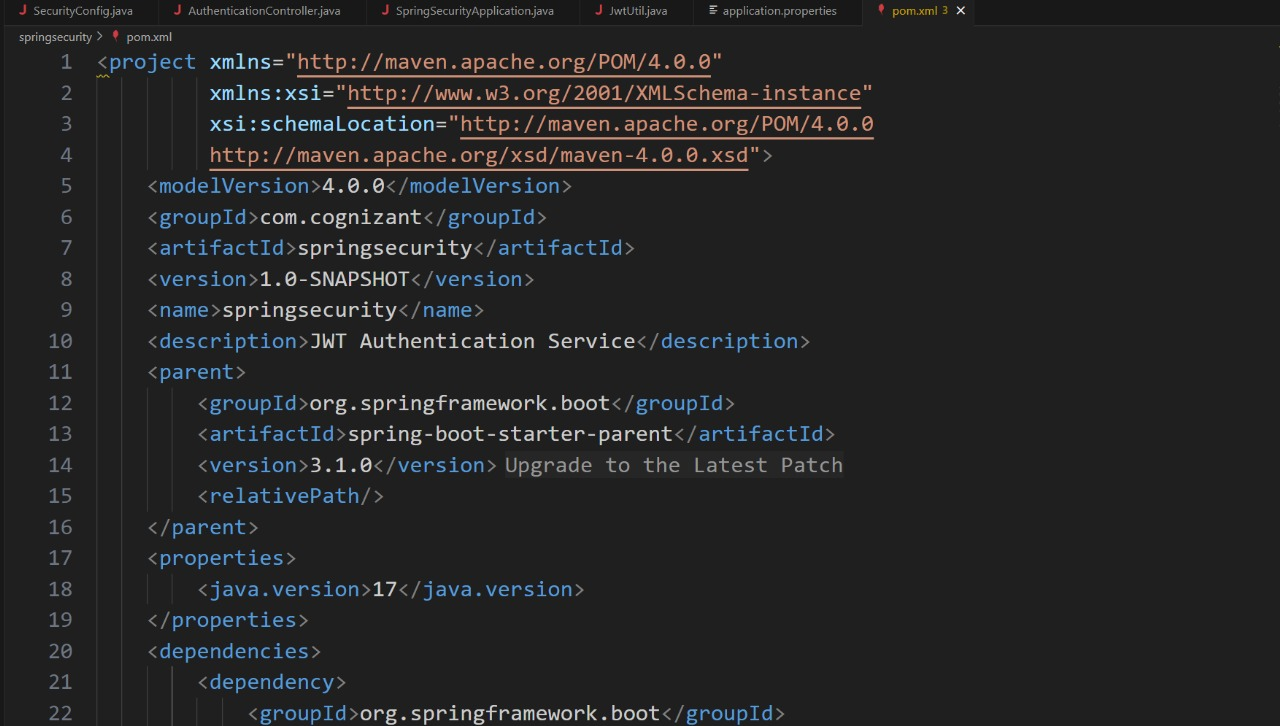 SecurityConfig.java AuthenticationController.java SpringSecurityApplication.java JwtUtil.java application.properties pom.xml 3
springsecurity > pom.xml
1 <project xmlns="http://maven.apache.org/POM/4.0.0"
2 xmlns:xsi="http://www.w3.org/2001/XMLSchema-instance"
3 xsi:schemaLocation="http://maven.apache.org/POM/4.0.0
4 http://maven.apache.org/xsd/maven-4.0.0.xsd">
5 <modelVersion>4.0.0</modelVersion>
6 <groupId>com.cognizant</groupId>
7 <artifactId>springsecurity</artifactId>
8 <version>1.0-SNAPSHOT</version>
9 <name>springsecurity</name>
10 <description>JWT Authentication Service</description>
11 <parent>
12 <groupId>org.springframework.boot</groupId>
13 <artifactId>spring-boot-starter-parent</artifactId>
14 <version>3.1.0</version> Upgrade to the Latest Patch
15 <relativePath/>
16 </parent>
17 <properties>
18 <java.version>17</java.version>
19 </properties>
20 <dependencies>
21 <dependency>
22 <groupId>org.springframework.boot</groupId>